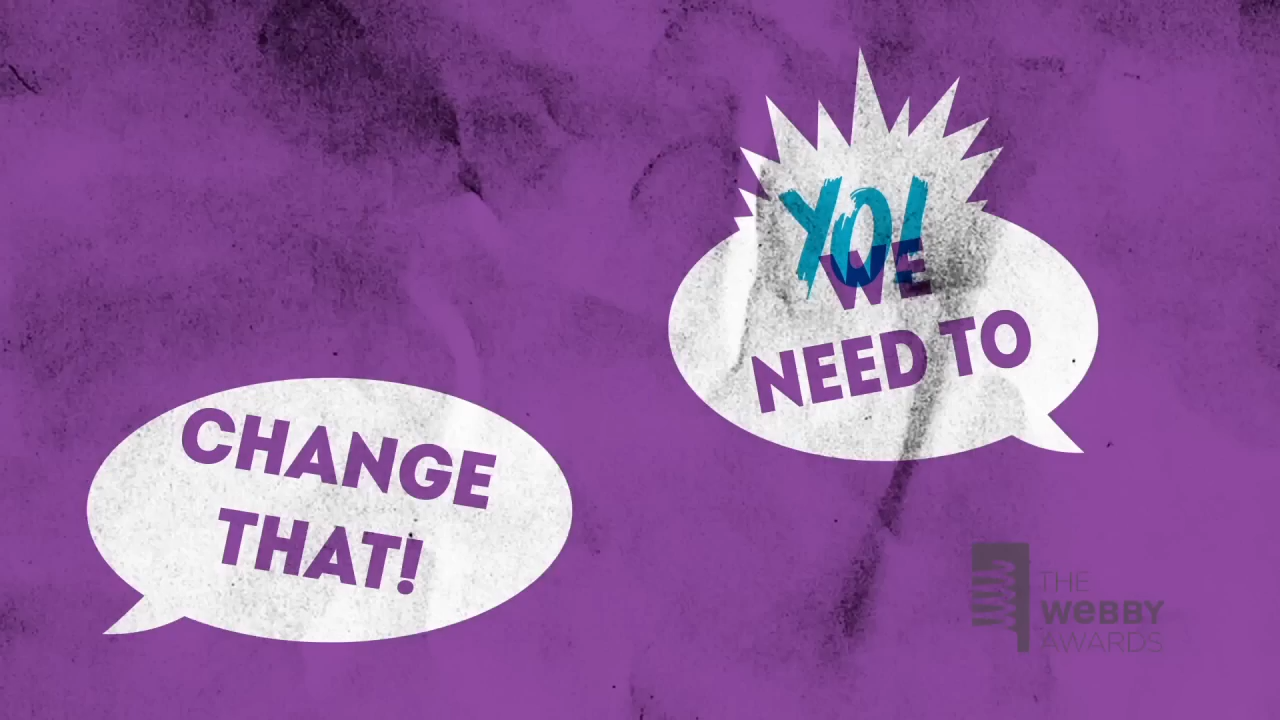 YO!
WE
NEED TO
CHANGE
THAT!
THE
WeBBY
AWARDS